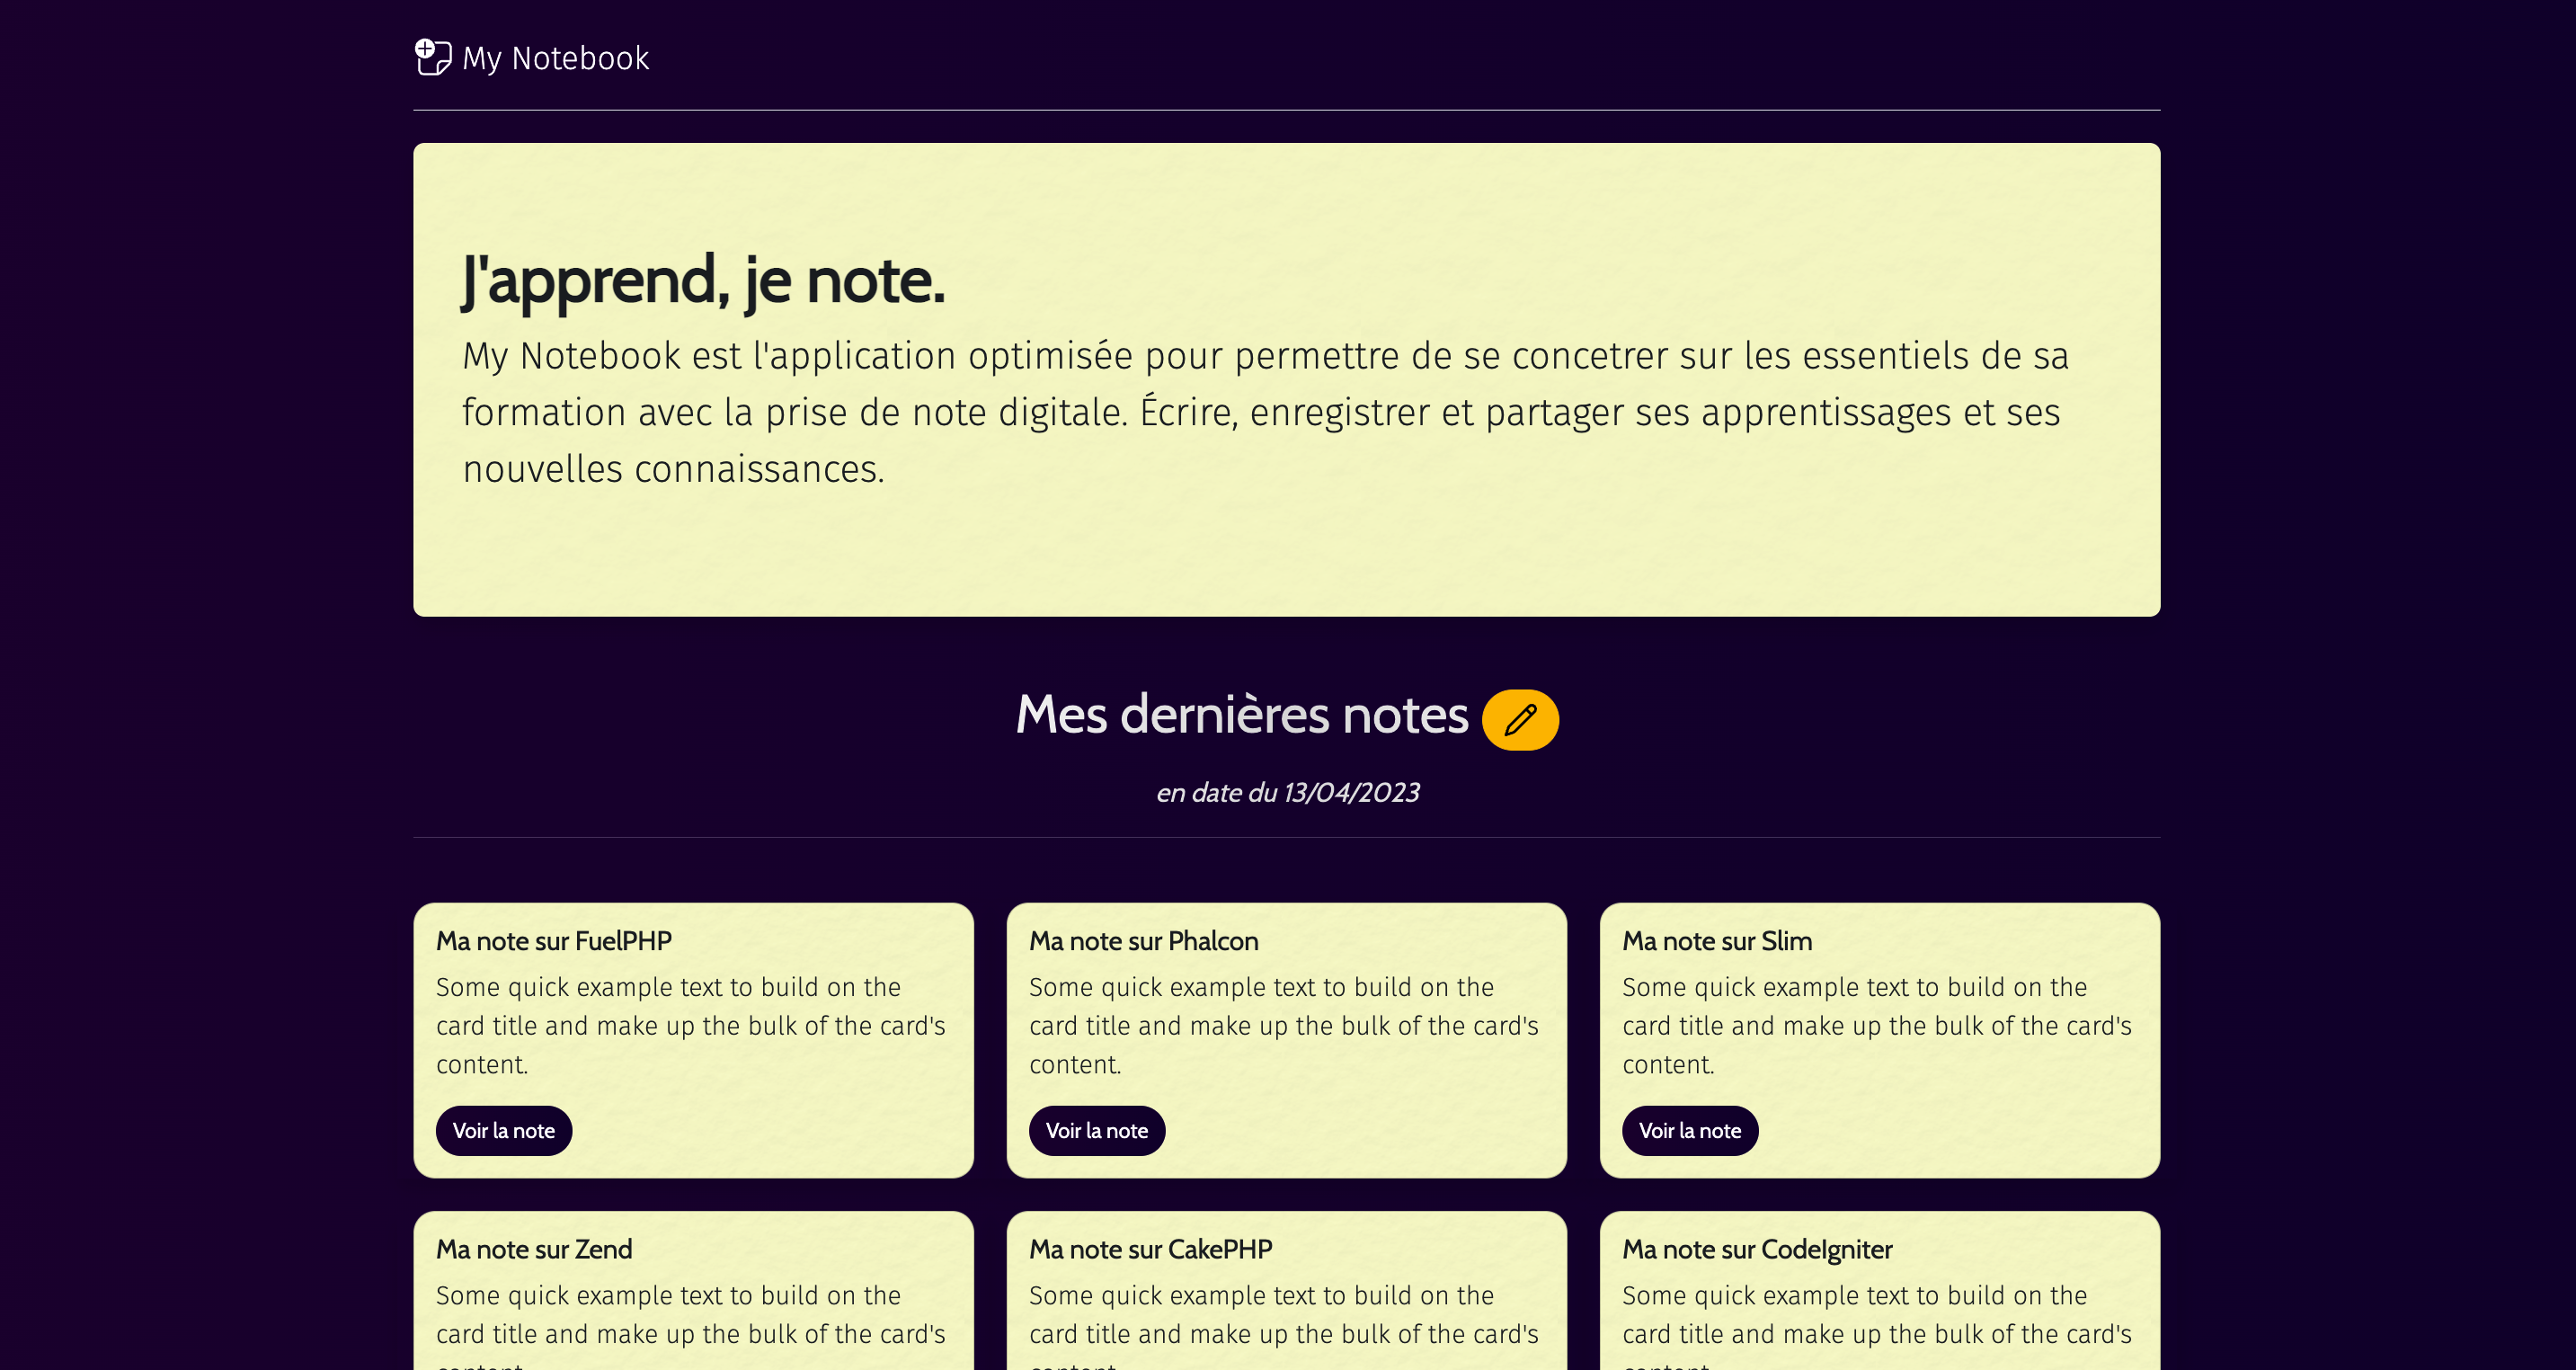 My Notebook
J'apprend, je note.
My Notebook est l'application optimisée pour permettre de se concetrer sur les essentiels de sa
formation avec la prise de note digitale. Écrire, enregistrer et partager ses apprentissages et ses
nouvelles connaissances.
Mes dernières notes
en date du 13/04/2023
Ma note sur FuelPHP
Some quick example text to build on the
card title and make up the bulk of the card's
content.
Voir la note
Ma note sur Phalcon
Some quick example text to build on the
card title and make up the bulk of the card's
content.
Voir la note
Ma note sur Slim
Some quick example text to build on the
card title and make up the bulk of the card's
content.
Voir la note
Ma note sur Zend
Some quick example text to build on the
card title and make up the bulk of the card's
Ma note sur CakePHP
Some quick example text to build on the
card title and make up the bulk of the card's
Ma note sur CodeIgniter
Some quick example text to build on the
card title and make up the bulk of the card's